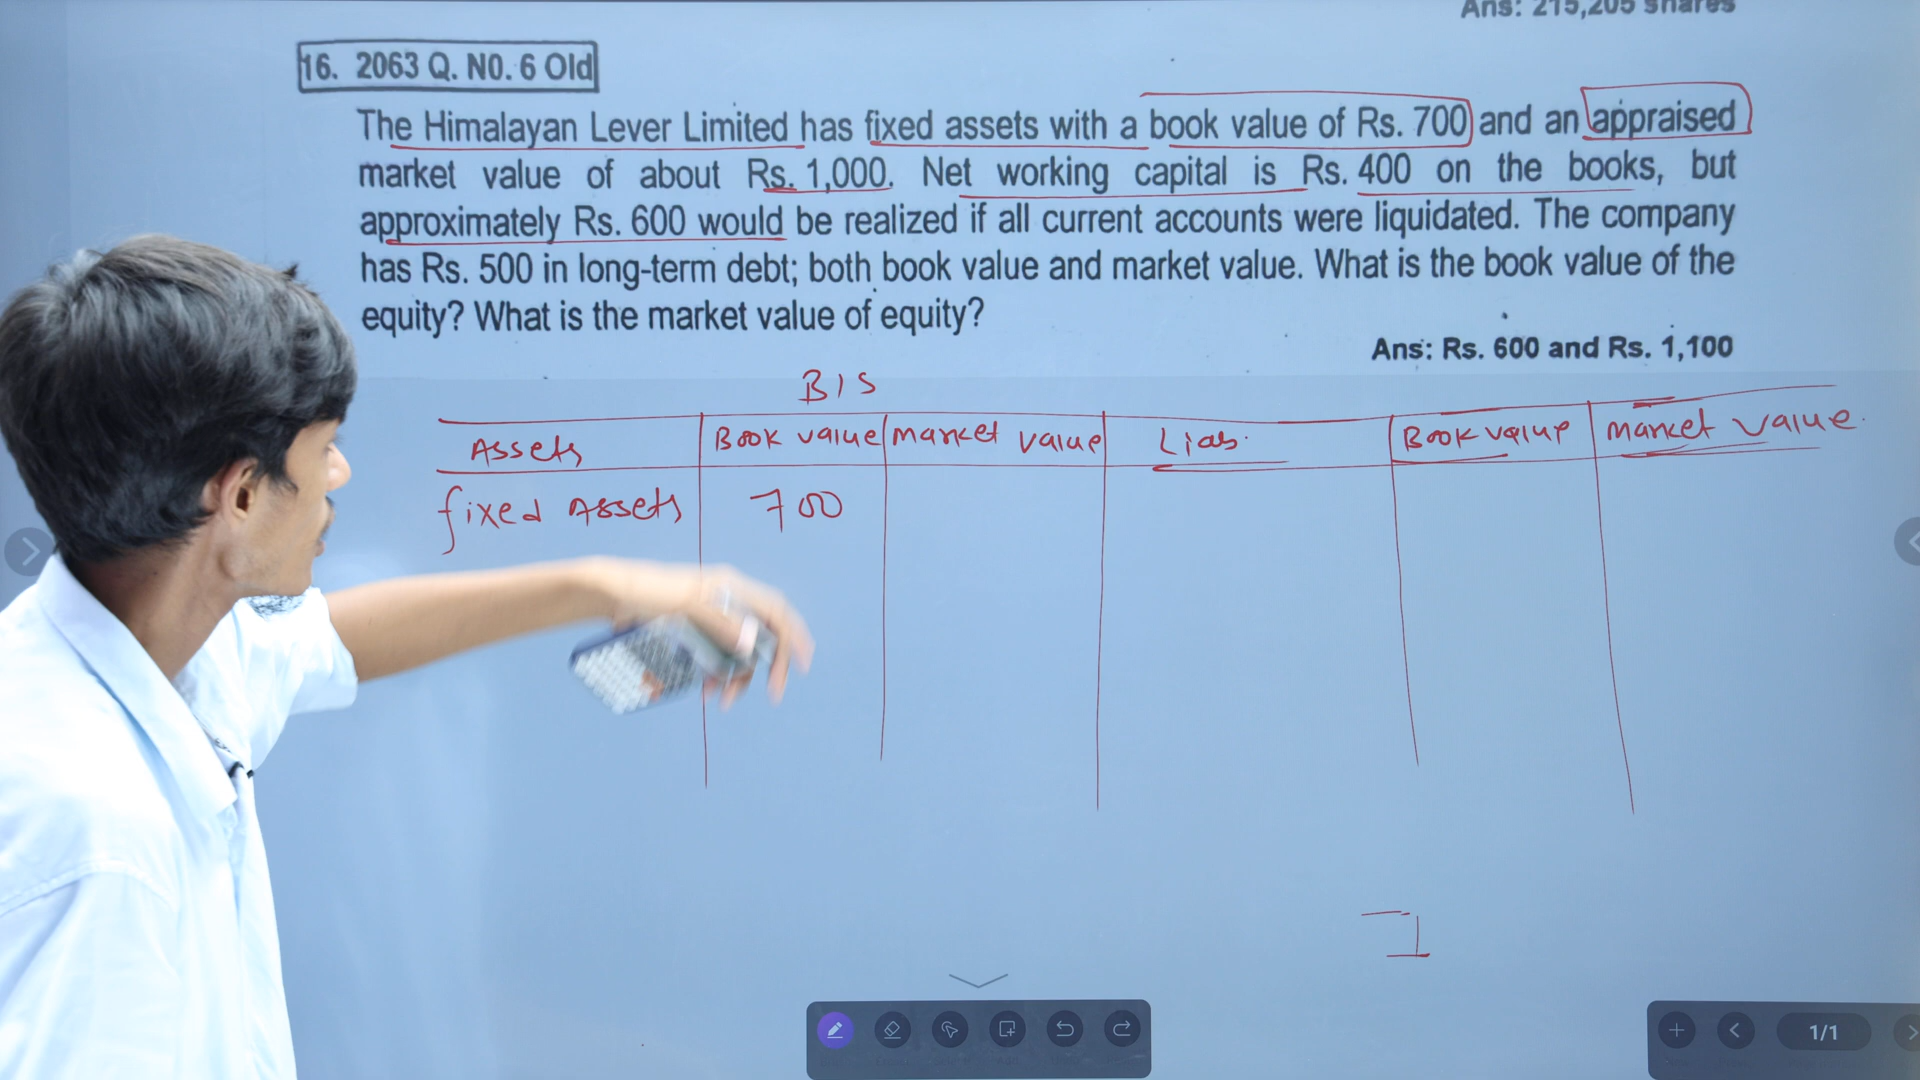 Ans: 215,205 shares
16. 2063 Q. NO. 6 Old
The Himalayan Lever Limited has fixed assets with a book value of Rs. 700 and an appraised
market value of about Rs. 1,000. Net working capital is Rs. 400 on the books, but
approximately Rs. 600 would be realized if all current accounts were liquidated. The company
has Rs. 500 in long-term debt; both book value and market value. What is the book value of the
equity? What is the market value of equity?
Ans: Rs. 600 and Rs. 1,100
B/S
Assets Book value Market value Liab. Book value Market value.
fixed Assets 700
1/1